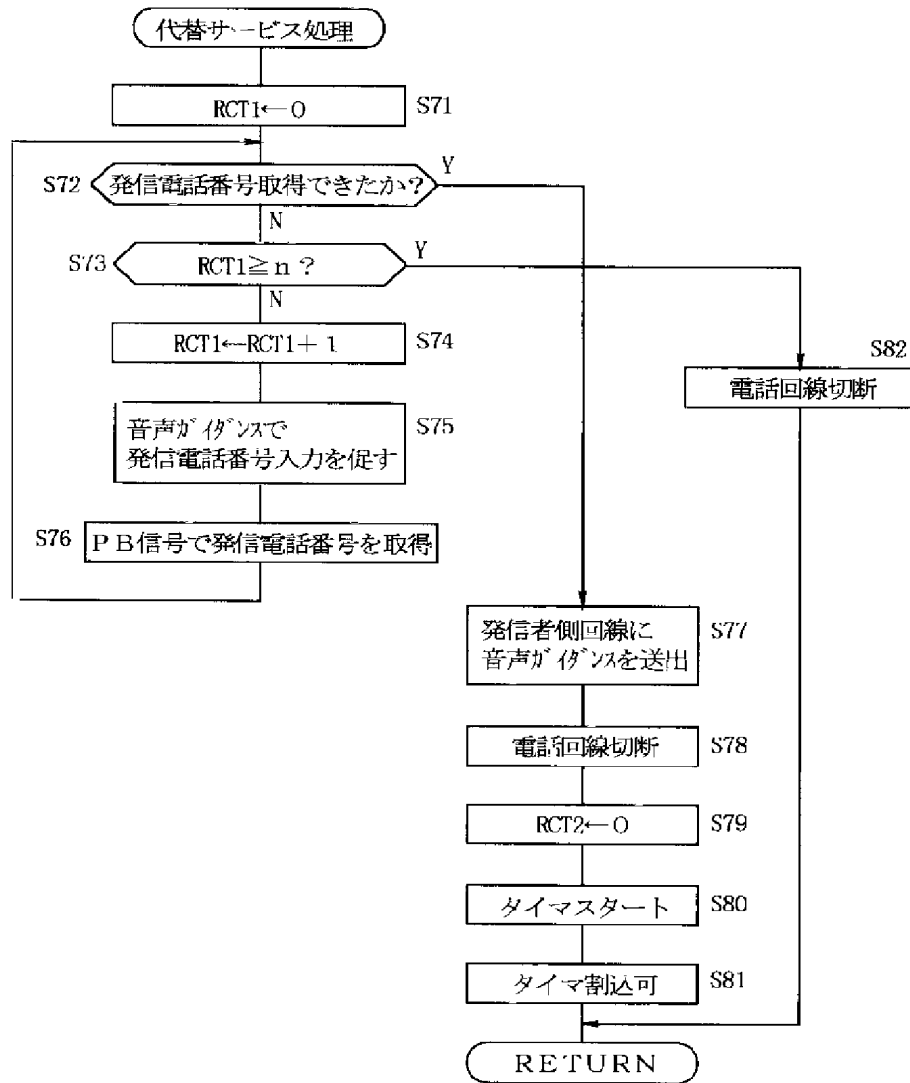 代替サービス処理
RCT1←0
S71
S72
発信電話番号取得できたか?
Y
N
S73
RCT1≧n?
Y
N
RCT1←RCT1+1
S74
音声ガイダンスで
発信電話番号入力を促す
S75
S76
PB信号で発信電話番号を取得
S82
電話回線切断
発信者側回線に
音声ガイダンスを送出
S77
電話回線切断
S78
RCT2←0
S79
タイマスタート
S80
タイマ割込可
S81
RETURN